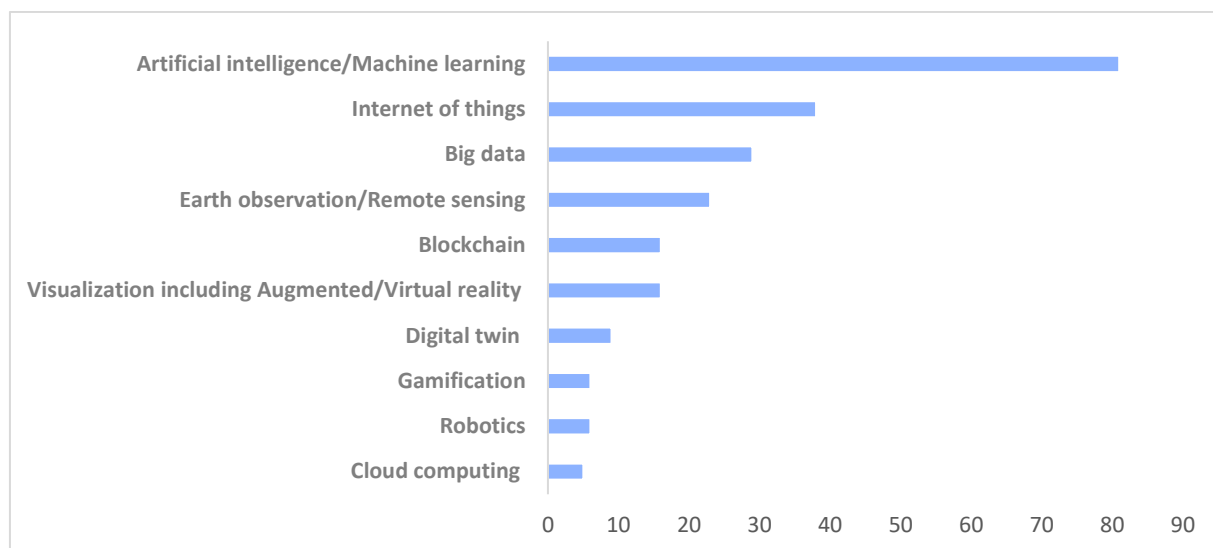 Artificial intelligence/Machine learning
Internet of things
Big data
Earth observation/Remote sensing
Blockchain
Visualization including Augmented/Virtual reality
Digital twin
Gamification
Robotics
Cloud computing
0 10 20 30 40 50 60 70 80 90